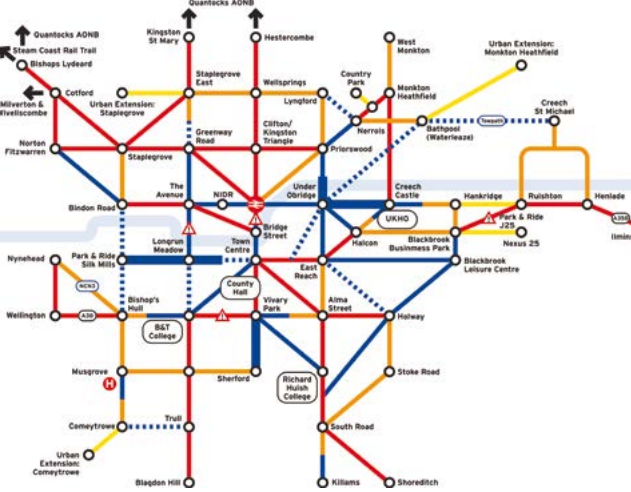 Quantocks AONB
Quantocks AONB
Steam Coast Rail Trail
Bishops Lydeard
Kingston
St Mary
Hestercombe
West
Monkton
Urban Extension:
Monkton Heathfield
Cotford
Milverton &
Wiveliscombe
Urban Extension:
Staplegrove
Staplegrove
East
Wellsprings
Lyngford
Country
Park
Monkton
Heathfield
Nerrols
Bathpool
(Waterleaze)
Towpath
Creech
St Michael
Norton
Fitzwarren
Staplegrove
Greenway
Road
Clifton/
Kingston
Triangle
Priorswood
Bindon Road
The
Avenue
NIDR
Under
Obridge
Creech
Castle
UKHO
Hankridge
Ruishton
Henlade
A358
Ilmin
Park & Ride
J25
Nexus 25
Bridge
Street
Halcon
Blackbrook
Businmess Park
Blackbrook
Leisure Centre
Nynehead
NCN3
Park & Ride
Silk Mills
Longrun
Meadow
Town
Centre
East
Reach
County
Hall
Wellington
A38
Bishop's
Hull
B&T
College
Vivary
Park
Alma
Street
Holway
Musgrove
H
Sherford
Richard
Huish
College
Stoke Road
Comeytrowe
Trull
South Road
Urban
Extension:
Comeytrowe
Blagdon Hill
Killams
Shoreditch